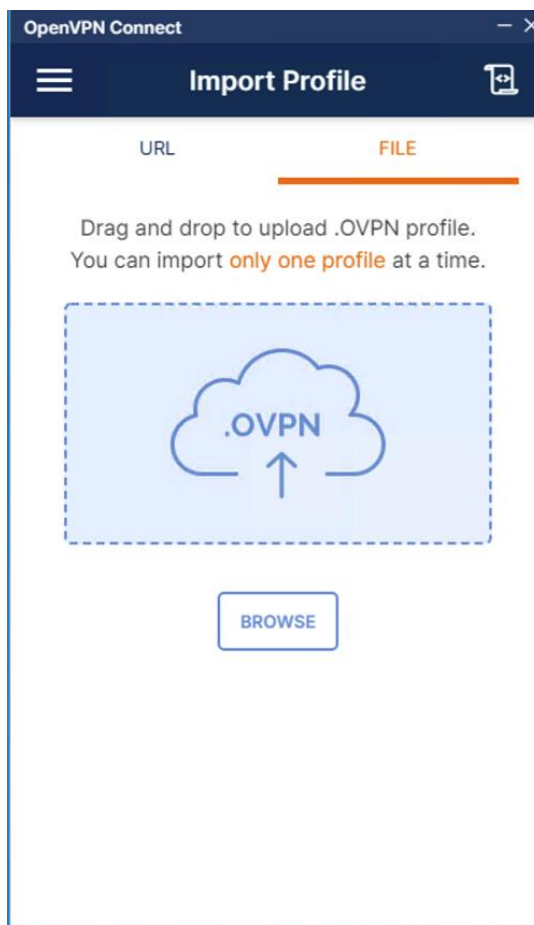 OpenVPN Connect
Import Profile
URL
FILE
Drag and drop to upload .OVPN profile.
You can import only one profile at a time.
.OVPN
BROWSE